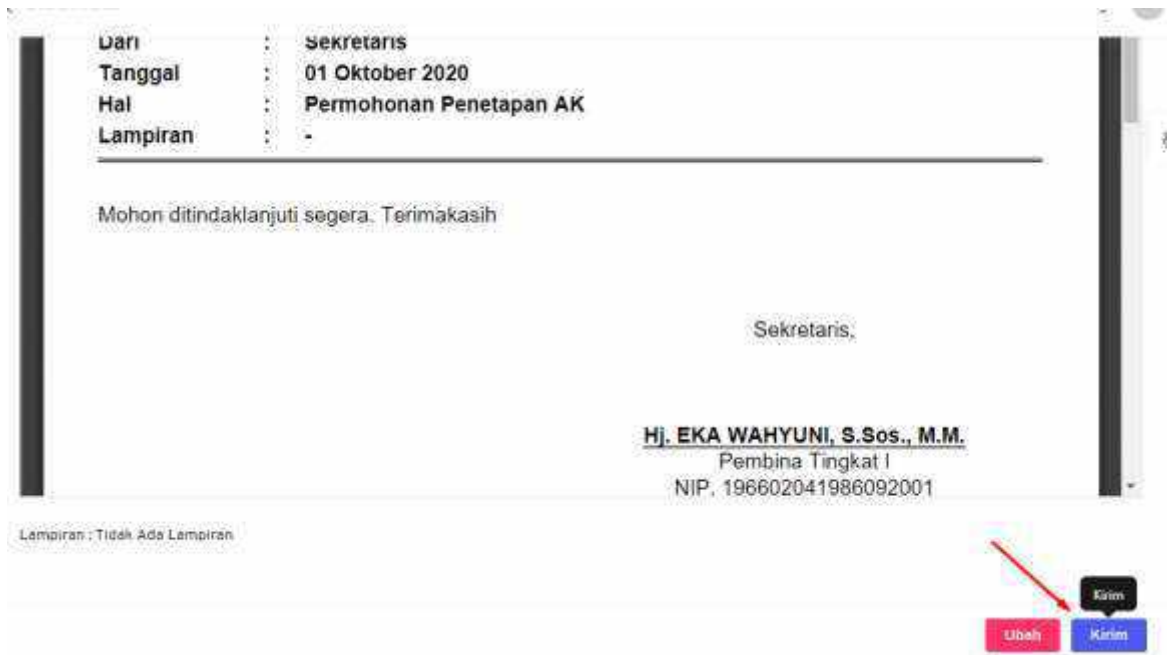 Dari : Sekretaris
Tanggal : 01 Oktober 2020
Hal : Permohonan Penetapan AK
Lampiran : -
Mohon ditindaklanjuti segera. Terimakasih
Sekretaris,
Hj. EKA WAHYUNI, S.Sos., M.M.
Pembina Tingkat I
NIP. 196602041986092001
Lampiran : Tidak Ada Lampiran
Kirim
Ubah
Kirim